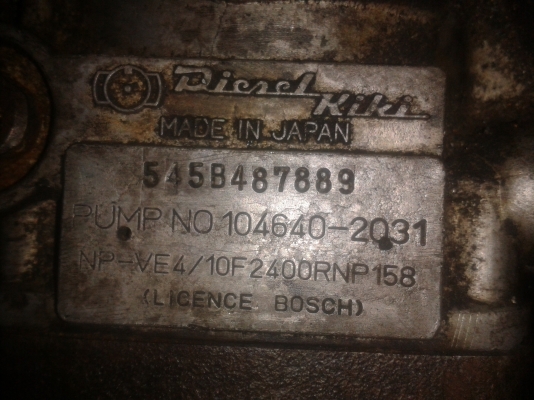 Diesel Kiki
MADE IN JAPAN
545B487889
PUMP NO 104640-2031
NP-VE4/10F2400RNP158
(LICENCE BOSCH)